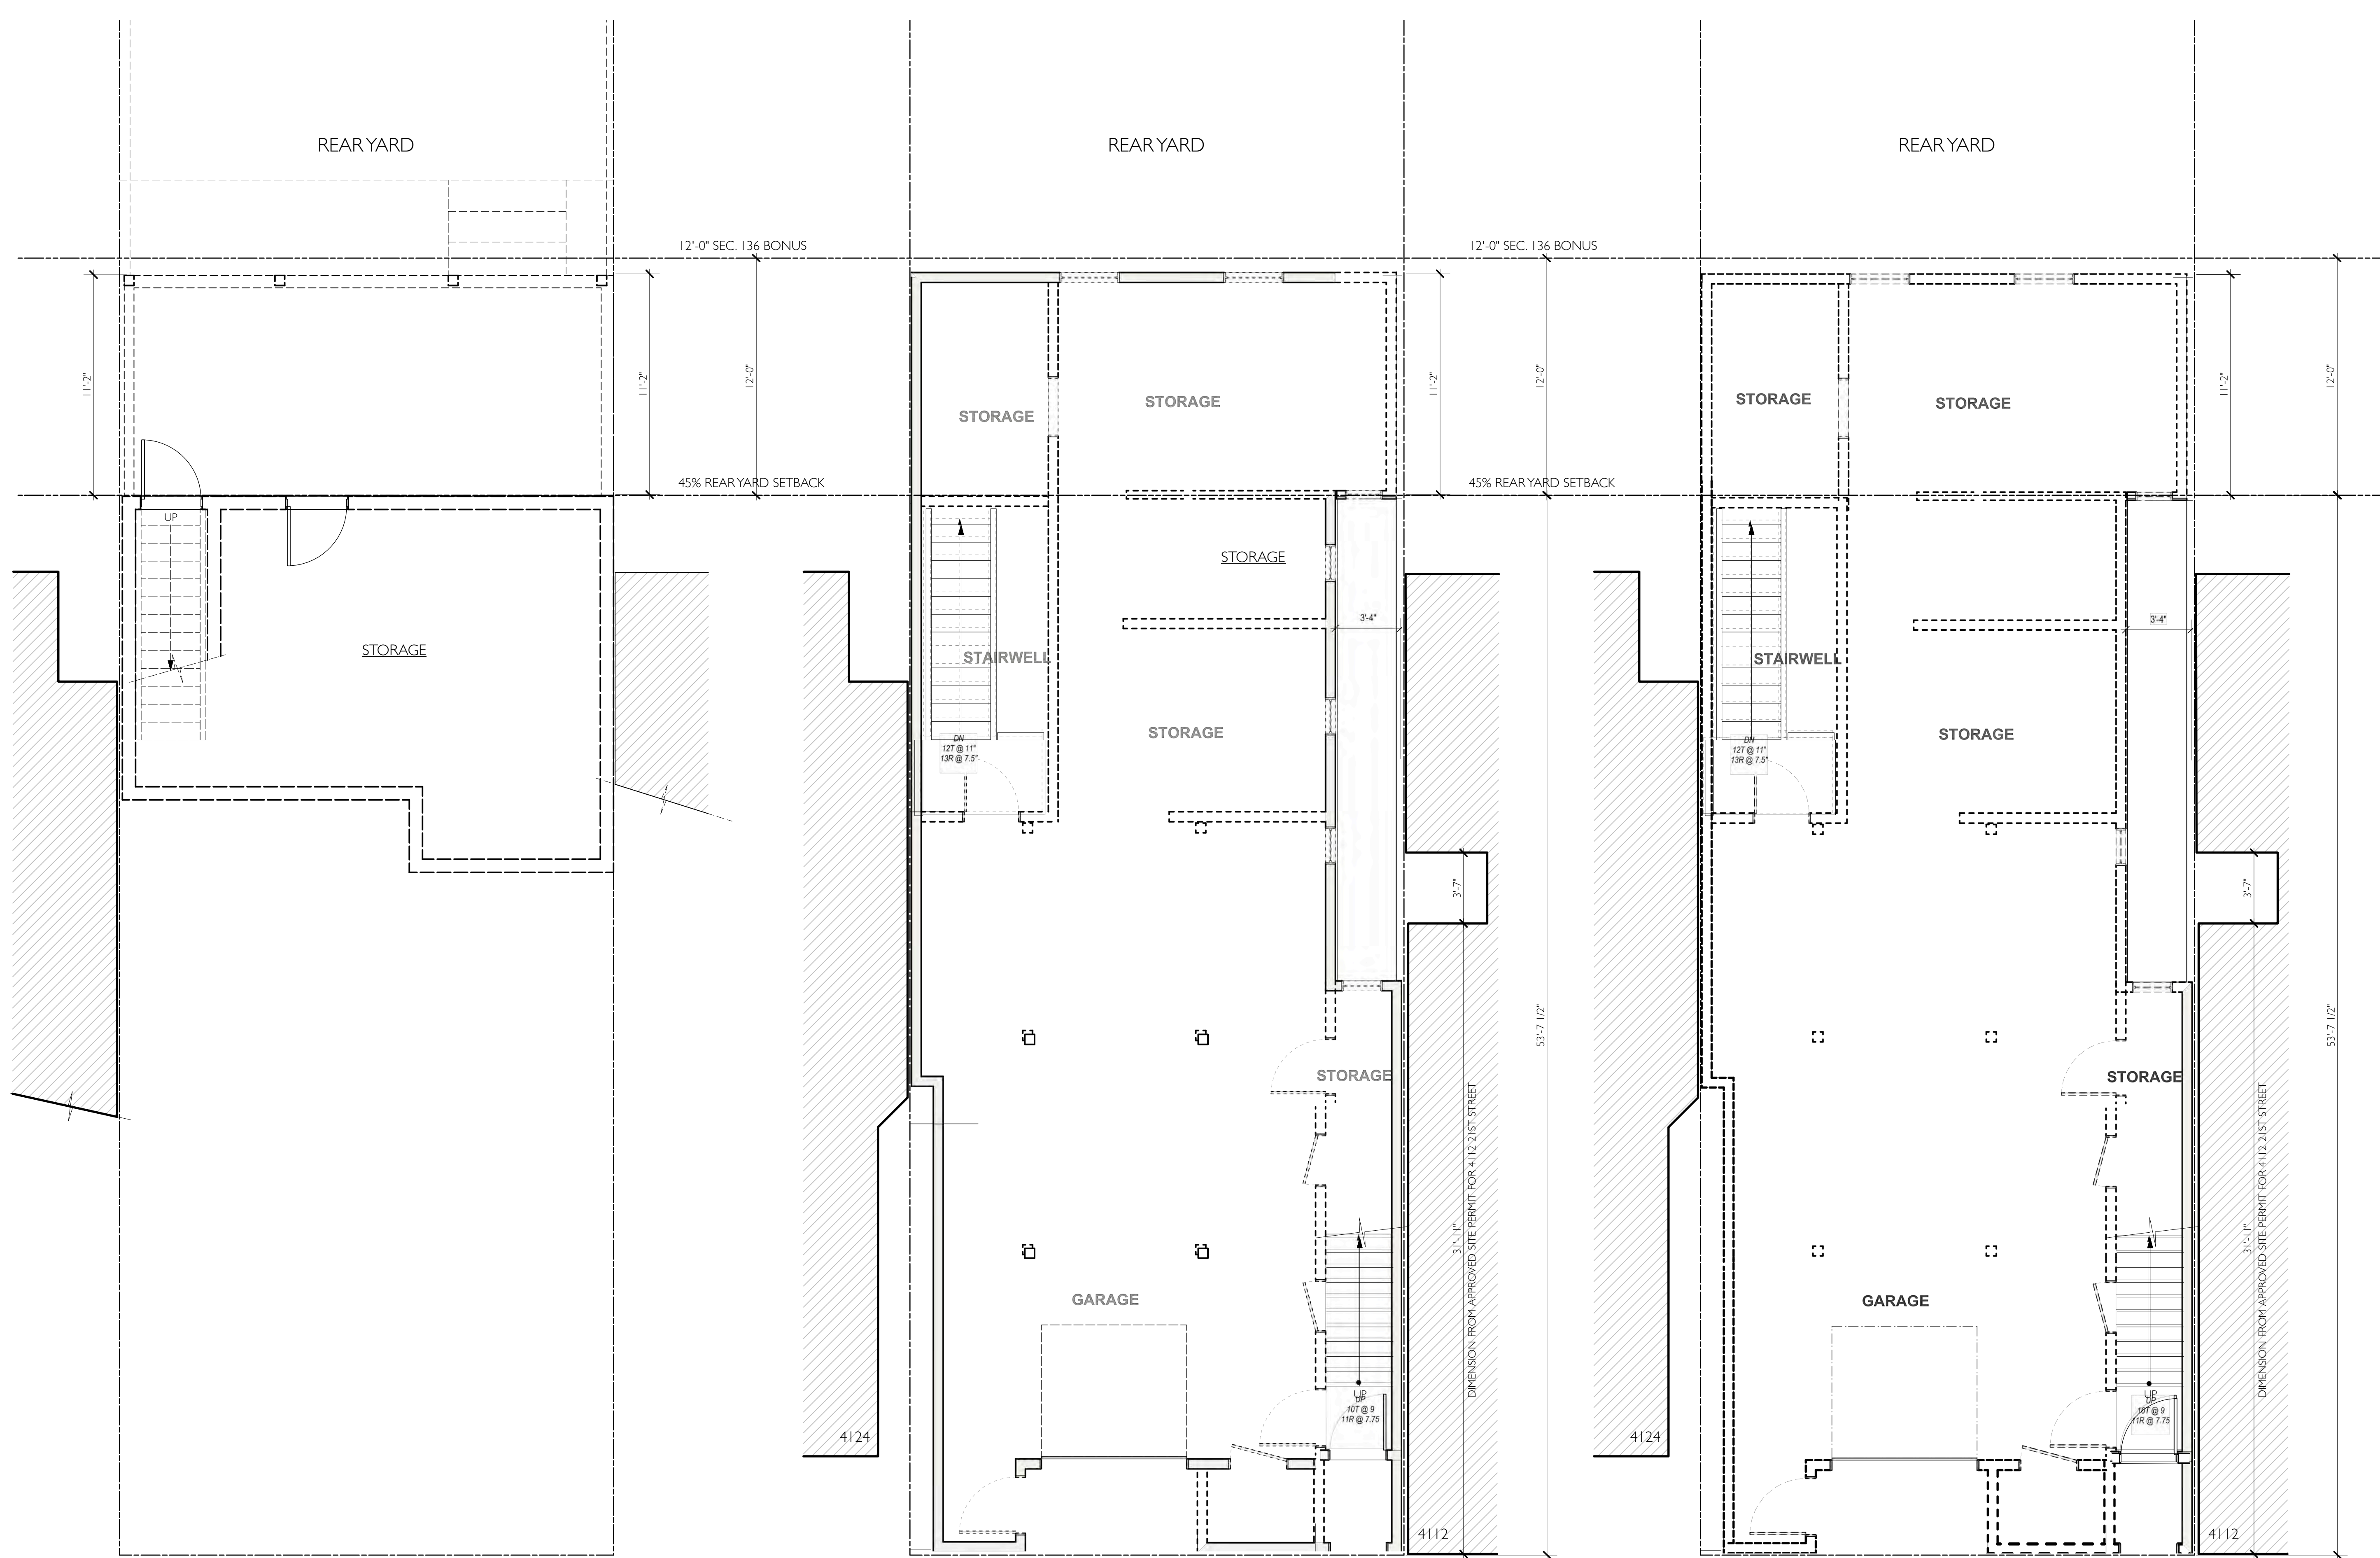 REAR YARD
REAR YARD
REAR YARD
12'-0" SEC. 136 BONUS
12'-0" SEC. 136 BONUS
11'-2"
11'-2"
12'-0"
11'-2"
12'-0"
11'-2"
12'-0"
STORAGE
STORAGE
STORAGE
STORAGE
45% REAR YARD SETBACK
45% REAR YARD SETBACK
UP
STORAGE
STORAGE
3'-4"
3'-4"
STAIRWELL
STAIRWELL
STORAGE
STORAGE
DN
12T @ 11"
13R @ 7.5"
DN
12T @ 11"
13R @ 7.5"
3'-7"
3'-7"
53'-7 1/2"
53'-7 1/2"
STORAGE
STORAGE
31'-11"
DIMENSION FROM APPROVED SITE PERMIT FOR 4112 21ST STREET
31'-11"
DIMENSION FROM APPROVED SITE PERMIT FOR 4112 21ST STREET
GARAGE
GARAGE
UP
UP
10T @ 9
11R @ 7.75
UP
UP
10T @ 9
11R @ 7.75
4124
4124
4112
4112